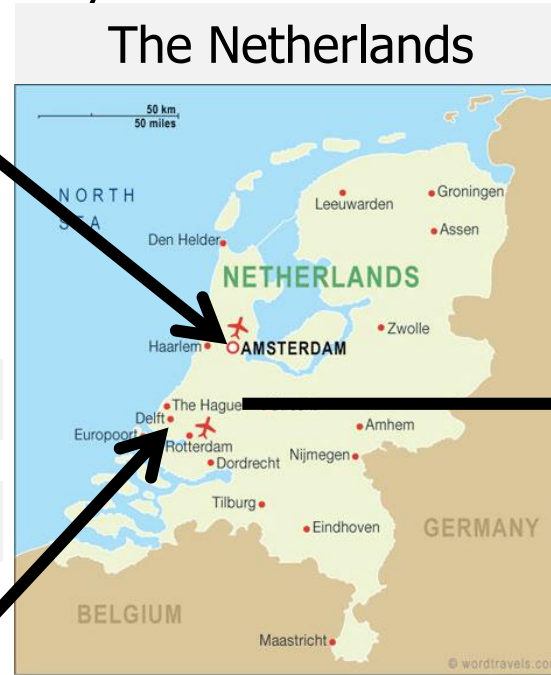 The Netherlands
50 km
50 miles
NORTH
SEA
Leeuwarden
Groningen
Assen
Den Helder
NETHERLANDS
Zwolle
Haarlem
AMSTERDAM
The Hague
Delft
Arnhem
Europoort
Rotterdam
Nijmegen
Dordrecht
Tilburg
Eindhoven
GERMANY
BELGIUM
Maastricht
© wordtravels.co